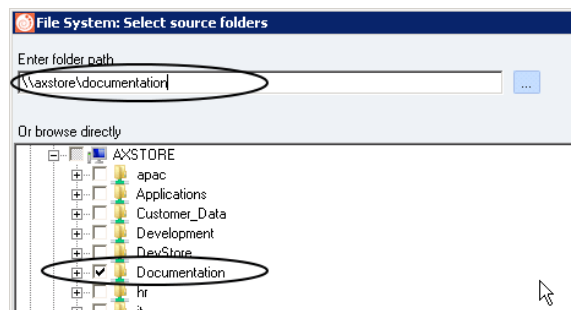 File System: Select source folders
Enter folder path
\\axstore\documentation
...
Or browse directly
AXSTORE
apac
Applications
Customer_Data
Development
DevStore
Documentation
hr